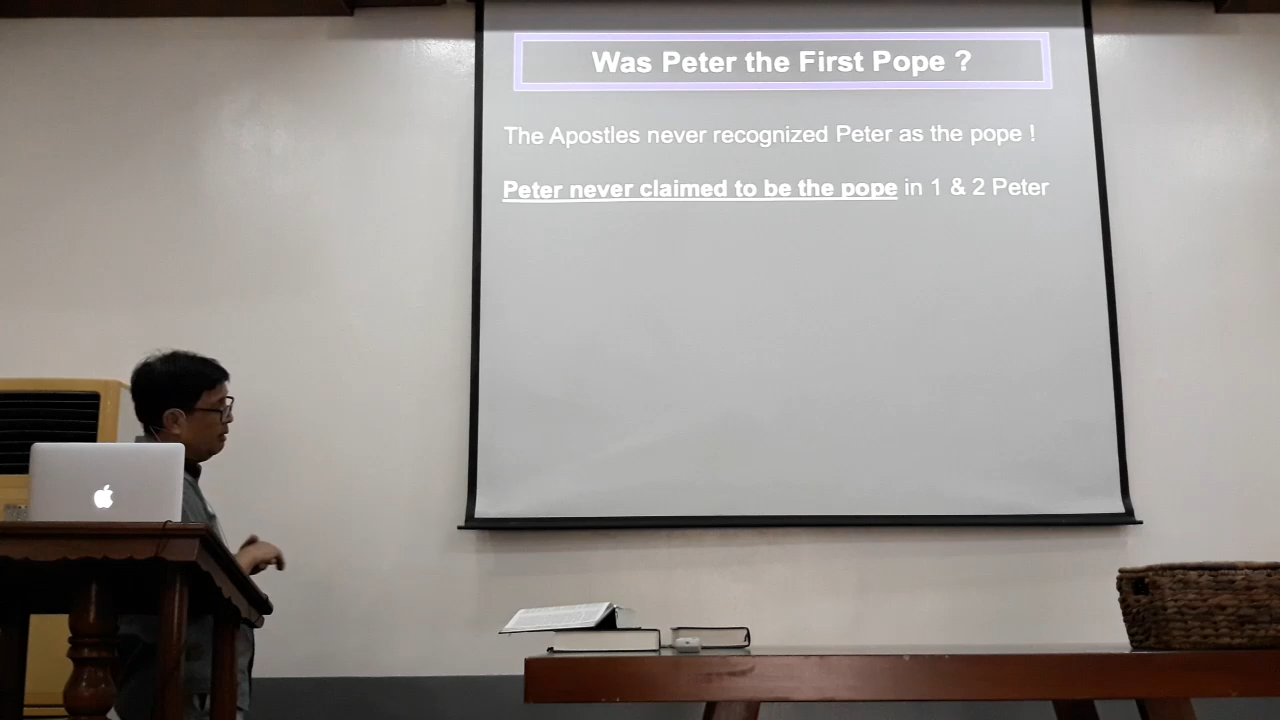 Was Peter the First Pope ?
The Apostles never recognized Peter as the pope !
Peter never claimed to be the pope in 1 & 2 Peter